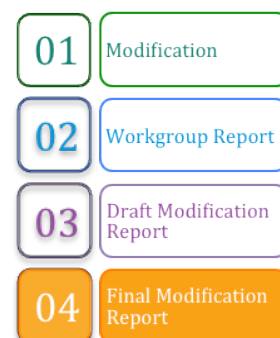 01
Modification
02
Workgroup Report
03
Draft Modification
Report
04
Final Modification
Report